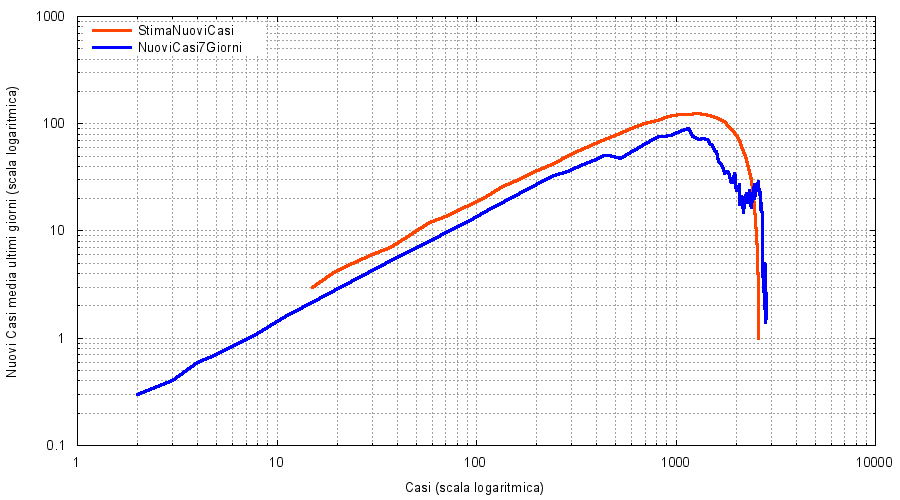 1000
StimaNuoviCasi
NuoviCasi7Giorni
100
10
1
0.1
Nuovi Casi media ultimi giorni (scala logaritmica)
1 10 100 1000 10000
Casi (scala logaritmica)